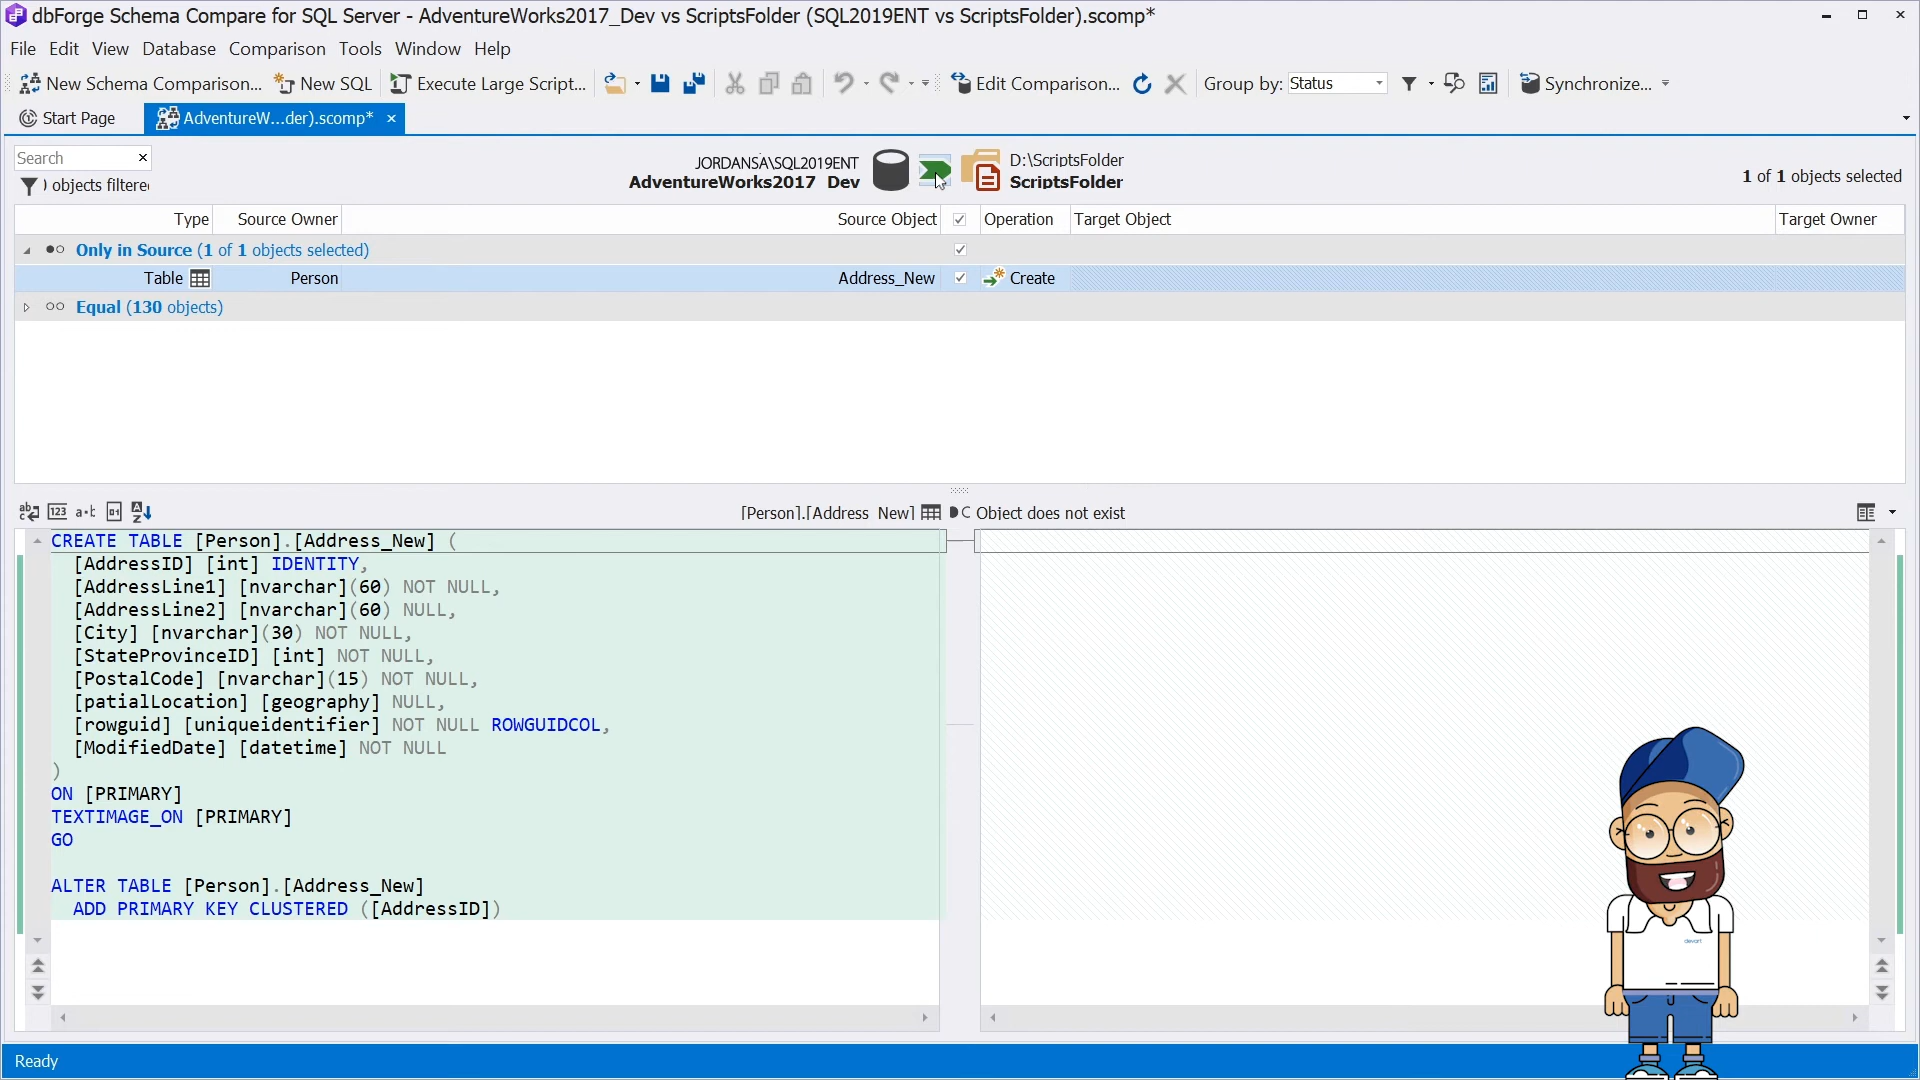 dbForge Schema Compare for SQL Server - AdventureWorks2017_Dev vs ScriptsFolder (SQL2019ENT vs ScriptsFolder).scomp*
File Edit View Database Comparison Tools Window Help
New Schema Comparison... New SQL Execute Large Script... Edit Comparison... Group by: Status Synchronize...
Start Page AdventureW...der).scomp*
Search
JORDANSA\SQL2019ENT D:\ScriptsFolder
AdventureWorks2017 Dev ScriptsFolder
objects filtere
1 of 1 objects selected
Type Source Owner Source Object Operation Target Object Target Owner
Only in Source (1 of 1 objects selected)
Table Person Address_New Create
Equal (130 objects)
[Person].[Address New] Object does not exist
CREATE TABLE [Person].[Address_New] (
[AddressID] [int] IDENTITY,
[AddressLine1] [nvarchar](60) NOT NULL,
[AddressLine2] [nvarchar](60) NULL,
[City] [nvarchar](30) NOT NULL,
[StateProvinceID] [int] NOT NULL,
[PostalCode] [nvarchar](15) NOT NULL,
[patialLocation] [geography] NULL,
[rowguid] [uniqueidentifier] NOT NULL ROWGUIDCOL,
[ModifiedDate] [datetime] NOT NULL
)
ON [PRIMARY]
TEXTIMAGE_ON [PRIMARY]
GO
ALTER TABLE [Person].[Address_New]
ADD PRIMARY KEY CLUSTERED ([AddressID])
devart
Ready